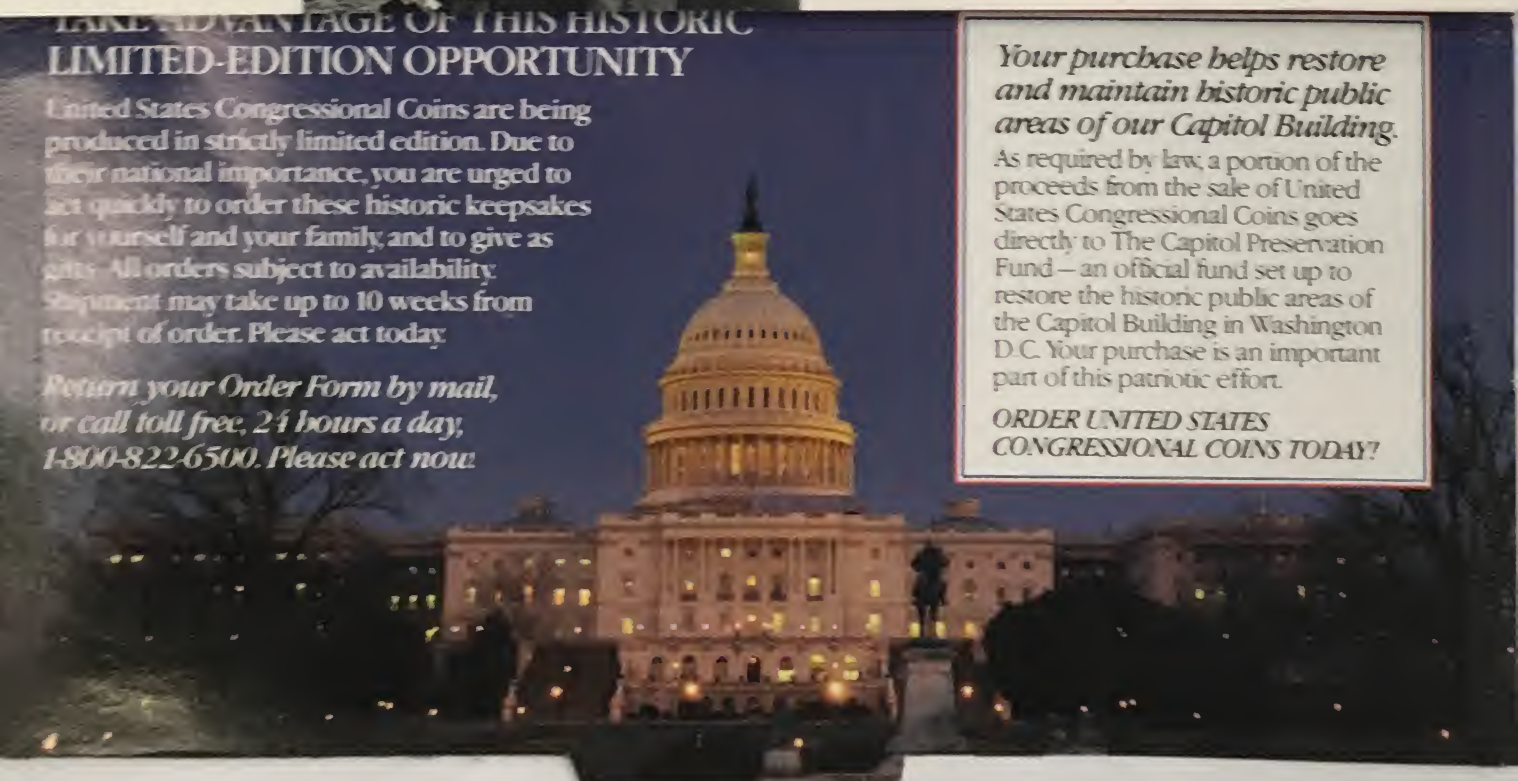 TAKE ADVANTAGE OF THIS HISTORIC
LIMITED-EDITION OPPORTUNITY
United States Congressional Coins are being
produced in strictly limited edition. Due to
their national importance, you are urged to
act quickly to order these historic keepsakes
for yourself and your family, and to give as
gifts. All orders subject to availability.
Shipment may take up to 10 weeks from
receipt of order. Please act today.
Return your Order Form by mail,
or call toll free, 24 hours a day,
1-800-822-6500. Please act now.
Your purchase helps restore
and maintain historic public
areas of our Capitol Building.
As required by law, a portion of the
proceeds from the sale of United
States Congressional Coins goes
directly to The Capitol Preservation
Fund – an official fund set up to
restore the historic public areas of
the Capitol Building in Washington
D.C. Your purchase is an important
part of this patriotic effort.
ORDER UNITED STATES
CONGRESSIONAL COINS TODAY!